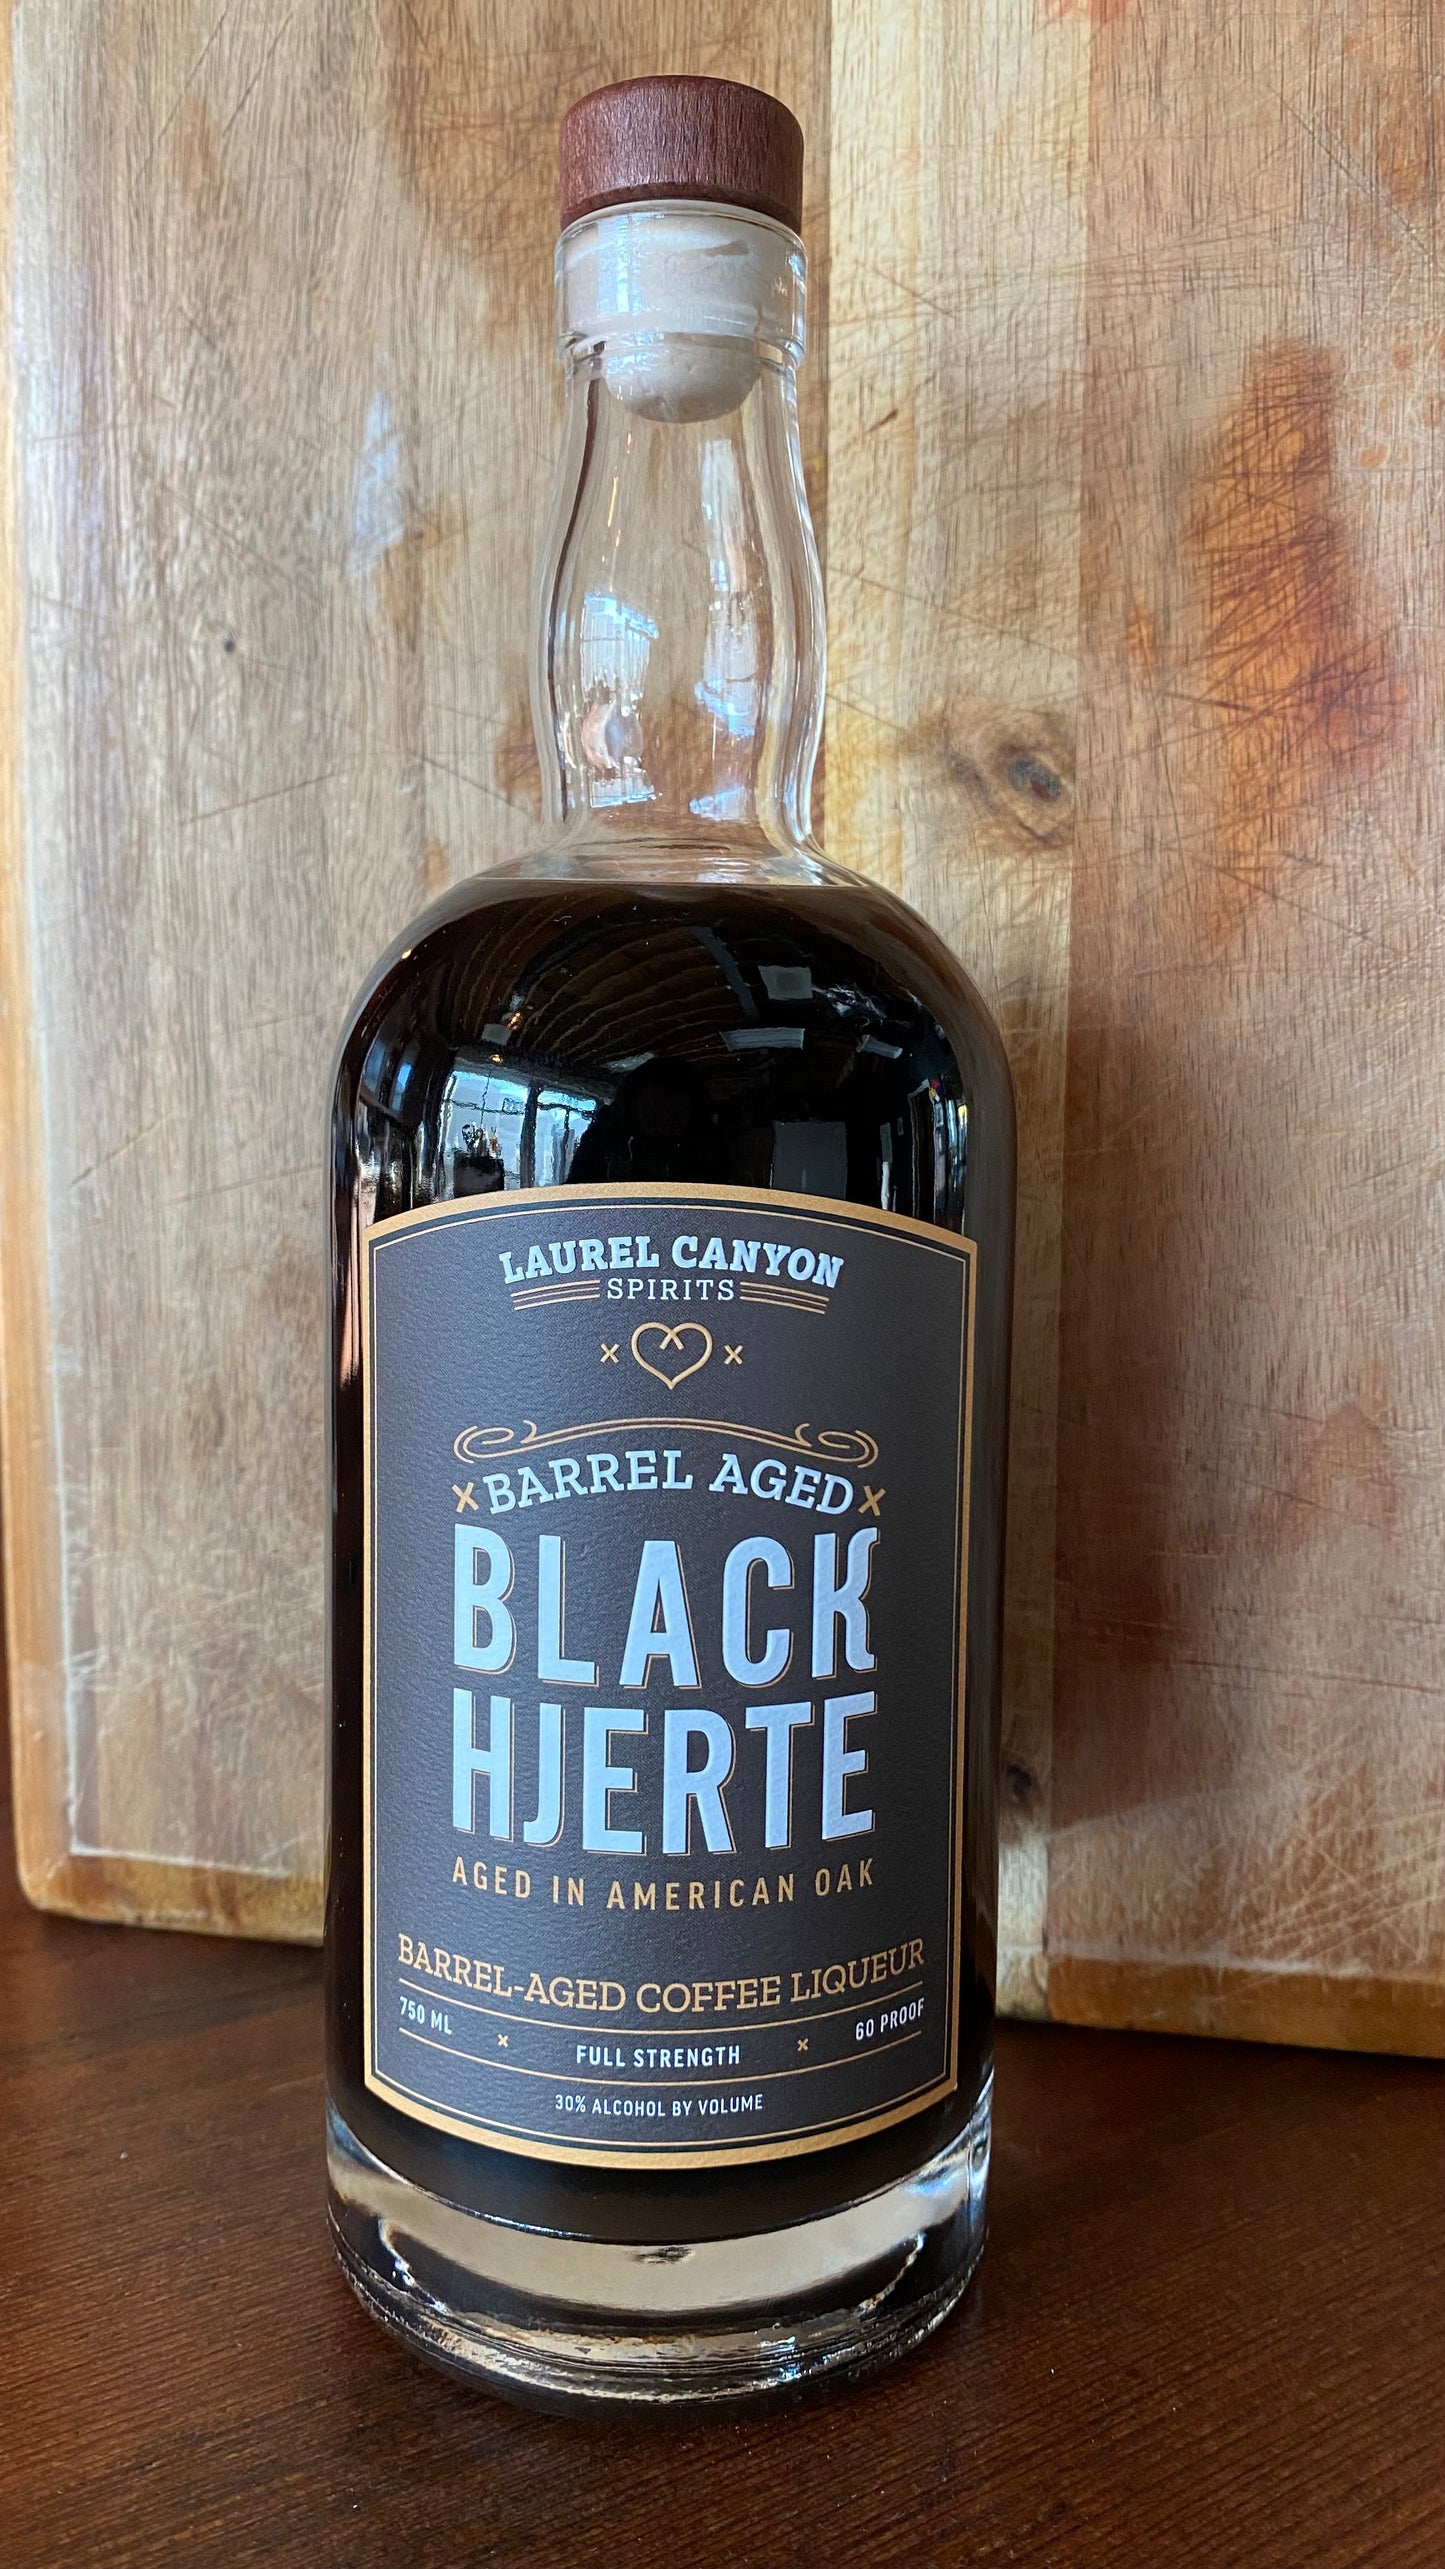 LAUREL CANYON
SPIRITS
x x
x BARREL AGED x
BLACK
HJERTE
AGED IN AMERICAN OAK
BARREL-AGED COFFEE LIQUEUR
750 ML x FULL STRENGTH x 60 PROOF
30% ALCOHOL BY VOLUME